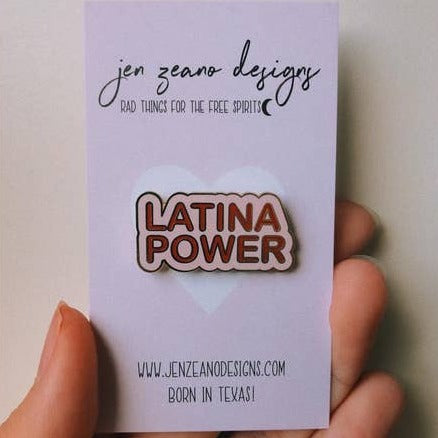 jen zeano designs
RAD THINGS FOR THE FREE SPIRITS
LATINA
POWER
WWW.JENZEANODESIGNS.COM
BORN IN TEXAS!